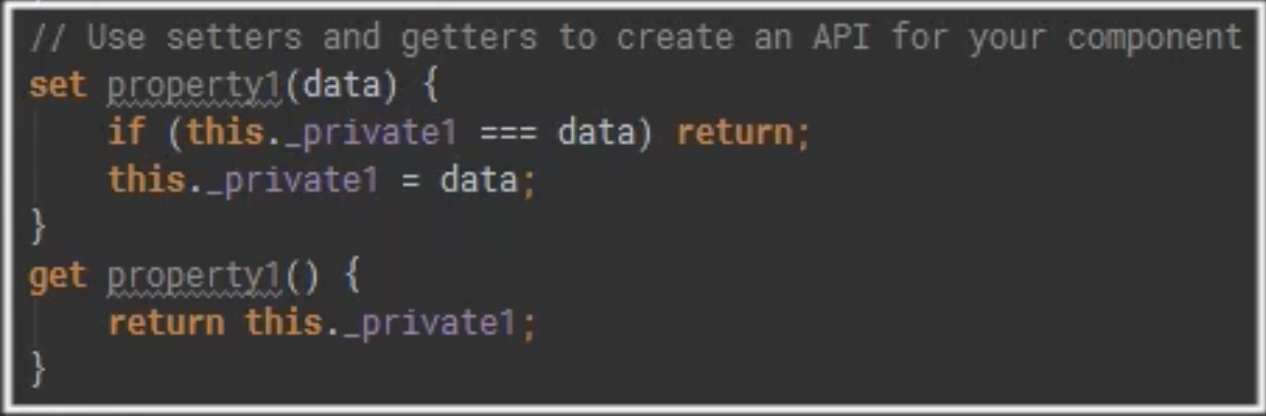 // Use setters and getters to create an API for your component
set property1(data) {
if (this._private1 === data) return;
this._private1 = data;
}
get property1() {
return this._private1;
}